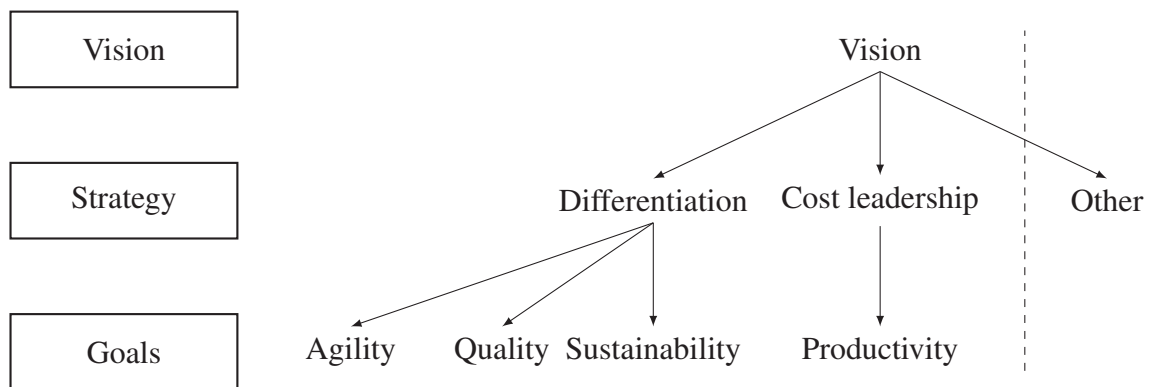 Vision
Vision
Strategy
Differentiation
Cost leadership
Other
Goals
Agility
Quality
Sustainability
Productivity